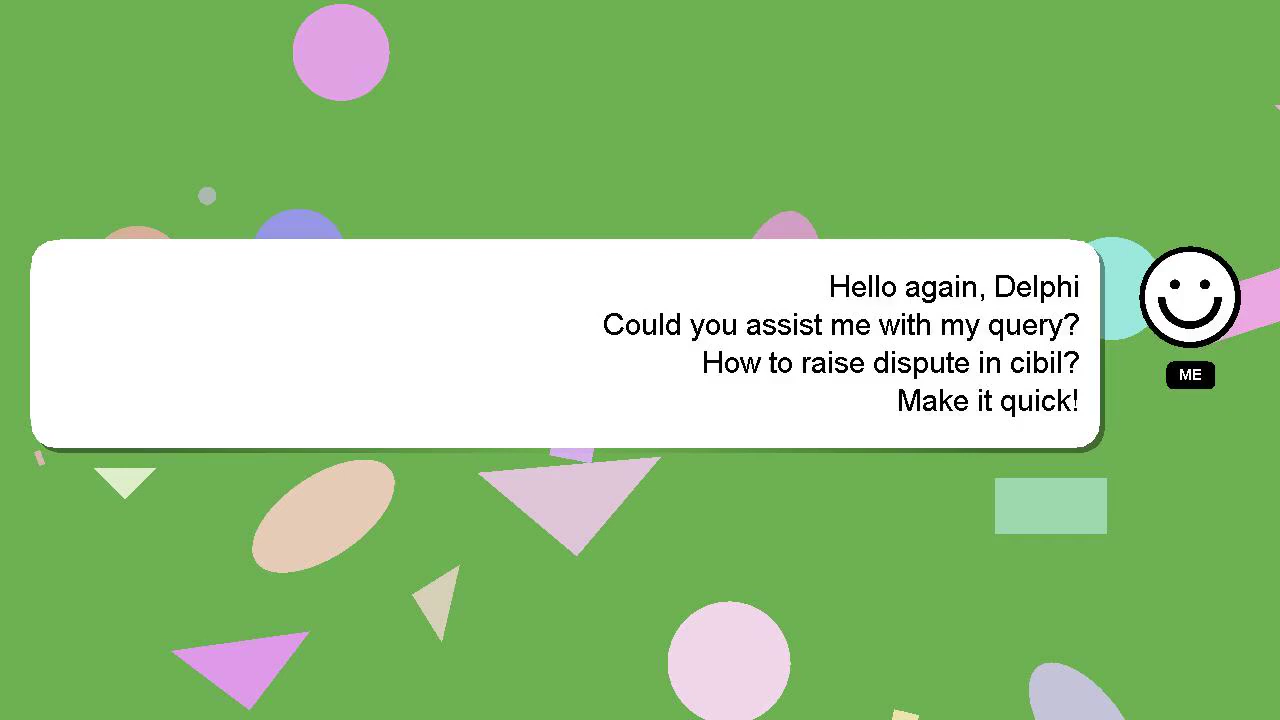 Hello again, Delphi
Could you assist me with my query?
How to raise dispute in cibil?
Make it quick!
ME